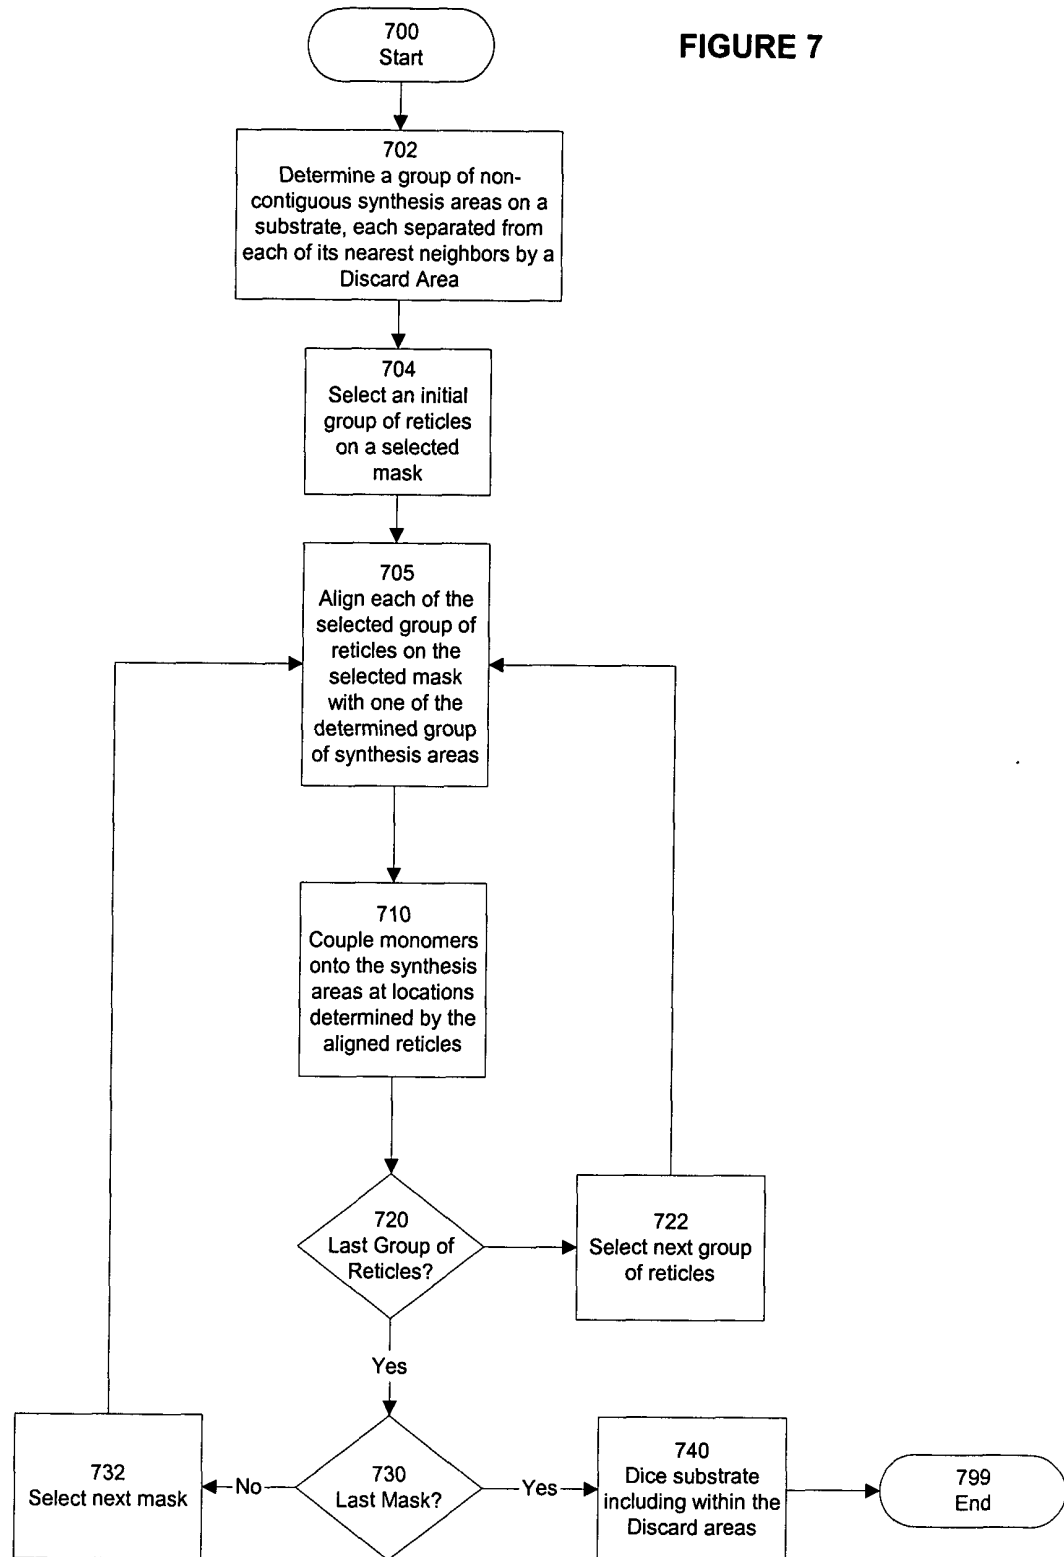 FIGURE 7
700
Start
702
Determine a group of non-
contiguous synthesis areas on a
substrate, each separated from
each of its nearest neighbors by a
Discard Area
704
Select an initial
group of reticles
on a selected
mask
705
Align each of the
selected group of
reticles on the
selected mask
with one of the
determined group
of synthesis areas
710
Couple monomers
onto the synthesis
areas at locations
determined by the
aligned reticles
720
Last Group of
Reticles?
722
Select next group
of reticles
Yes
732
Select next mask
No
730
Last Mask?
Yes
740
Dice substrate
including within the
Discard areas
799
End